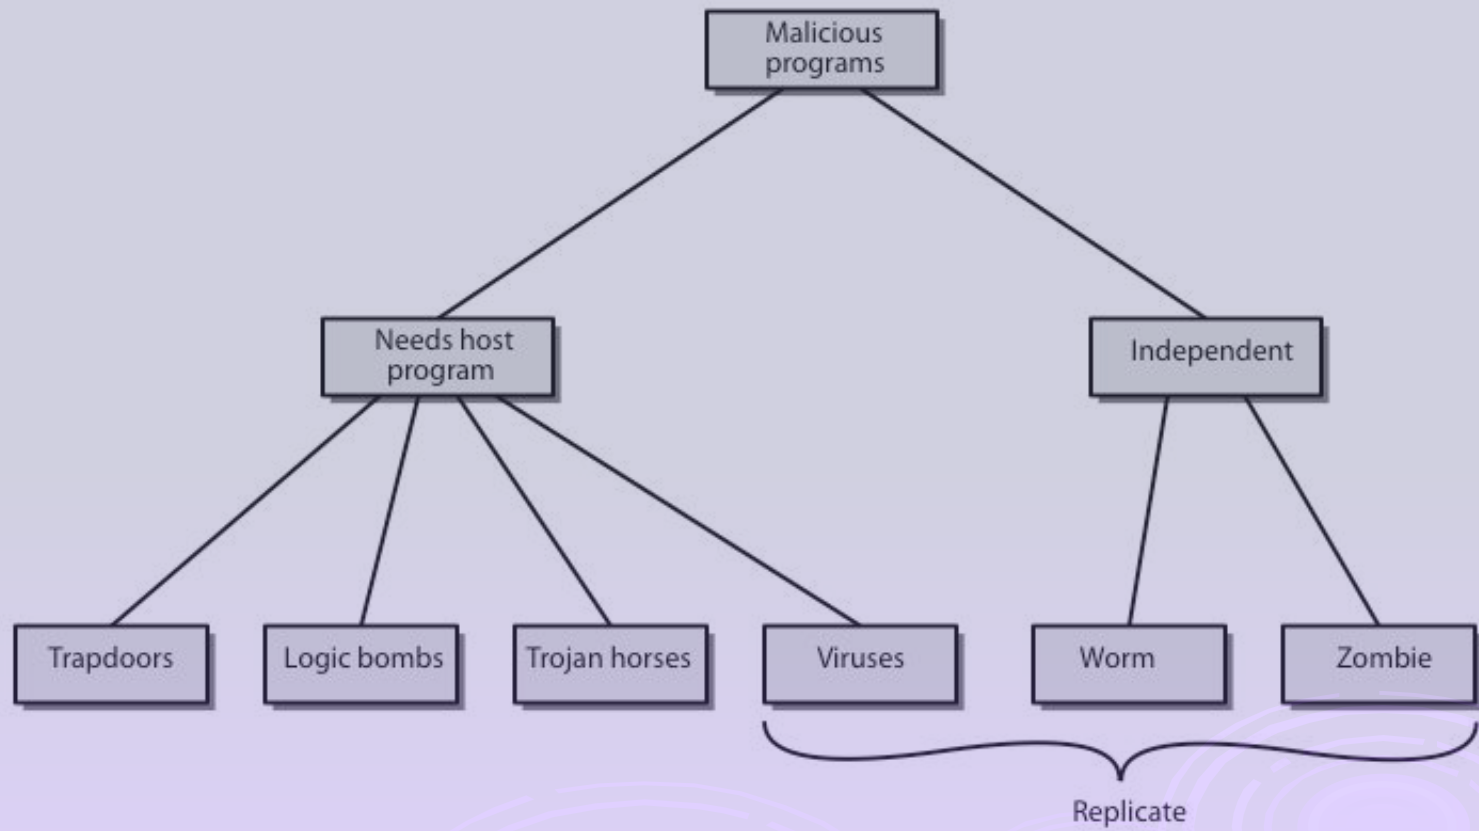 Malicious
programs
Needs host
program
Independent
Trapdoors
Logic bombs
Trojan horses
Viruses
Worm
Zombie
Replicate